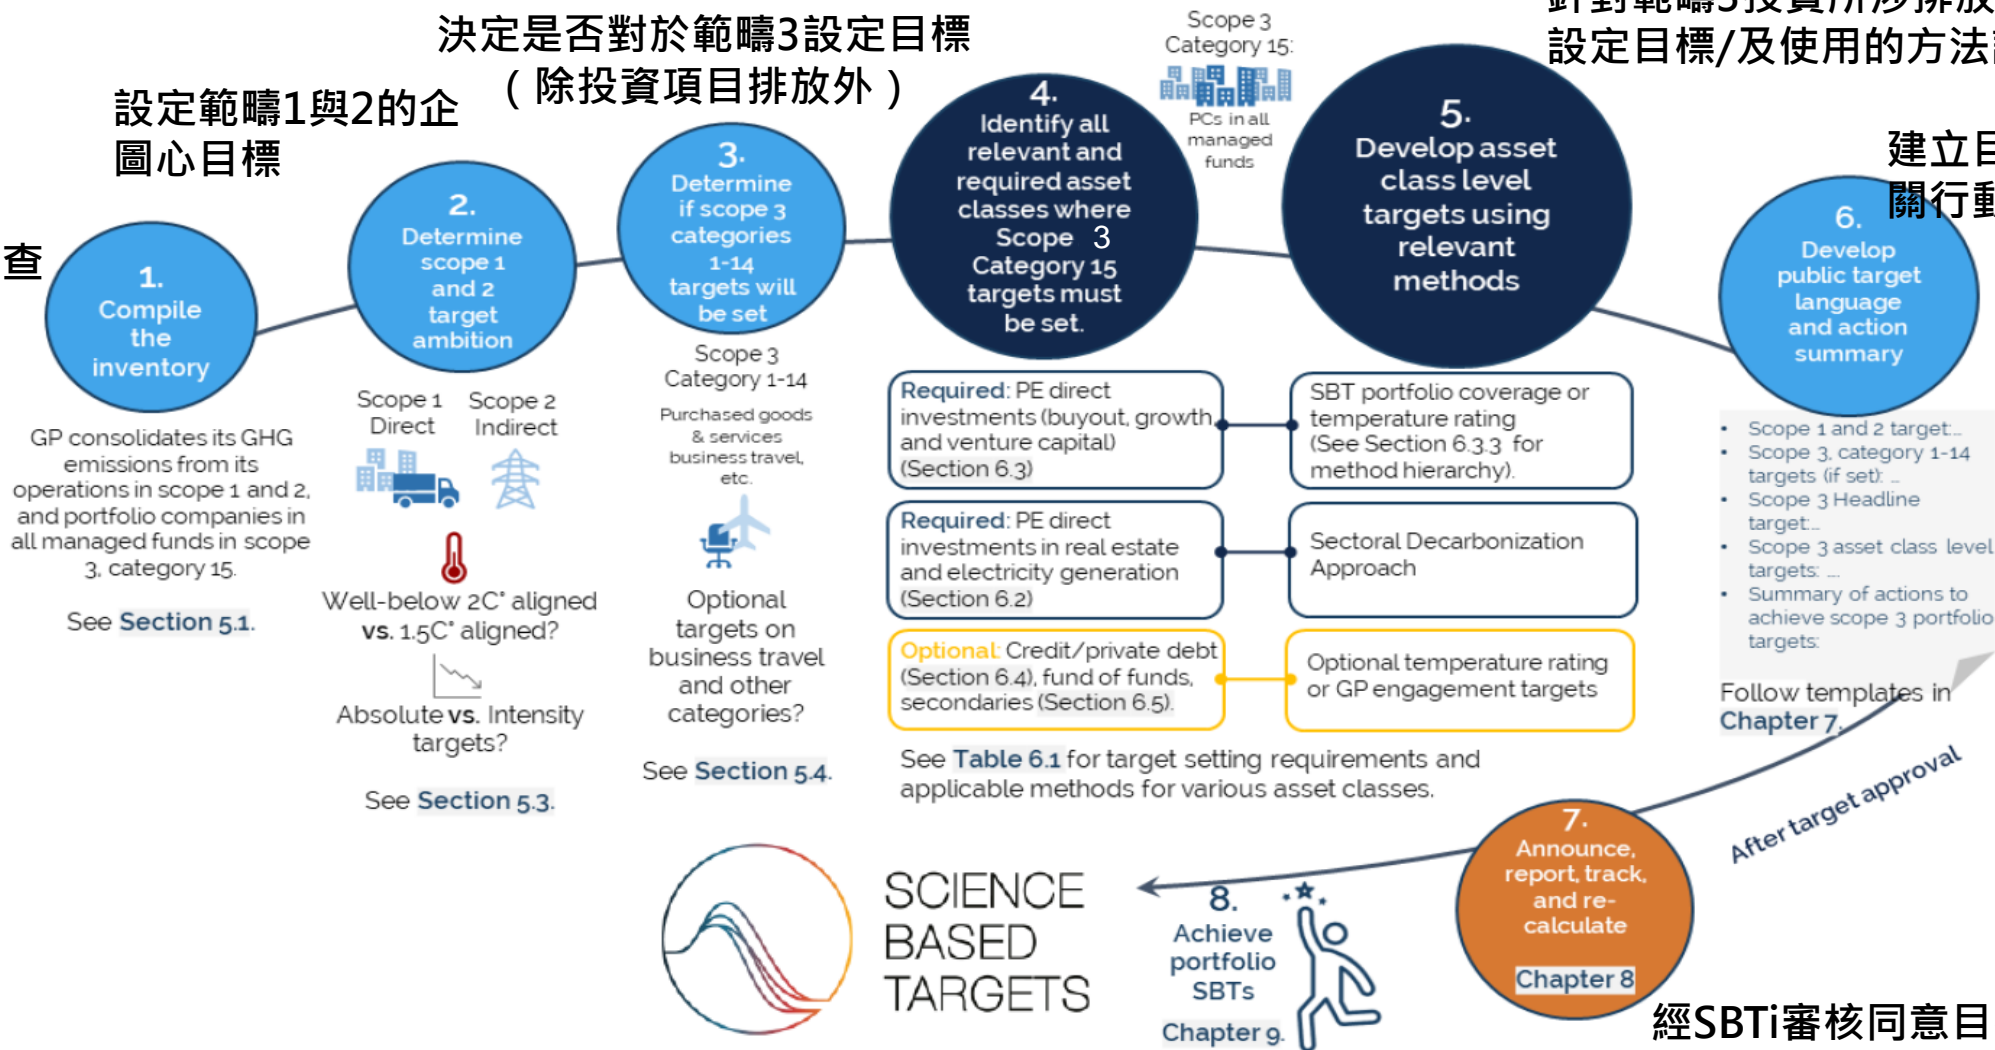 決定是否對於範疇3設定目標
（除投資項目排放外）
設定範疇1與2的企
圖心目標
查
設定目標/及使用的方法
建立
關行動
1.
Compile
the
inventory
GP consolidates its GHG
emissions from its
operations in scope 1 and 2,
and portfolio companies in
all managed funds in scope
3, category 15.
See Section 5.1.
2.
Determine
scope 1
and 2
target
ambition
Scope 1
Direct
Scope 2
Indirect
Well-below 2C° aligned
vs. 1.5C° aligned?
Absolute vs. Intensity
targets?
See Section 5.3.
3.
Determine
if scope 3
categories
1-14
targets will
be set
Scope 3
Category 1-14
Purchased goods
& services
business travel,
etc.
Optional
targets on
business travel
and other
categories?
See Section 5.4.
4.
Identify all
relevant and
required asset
classes where
Scope 3
Category 15
targets must
be set.
Scope 3
Category 15:
PCs in all
managed
funds
5.
Develop asset
class level
targets using
relevant
methods
Required: PE direct
investments (buyout, growth,
and venture capital)
(Section 6.3)
SBT portfolio coverage or
temperature rating
(See Section 6.3.3 for
method hierarchy).
Required: PE direct
investments in real estate
and electricity generation
(Section 6.2)
Sectoral Decarbonization
Approach
Optional: Credit/private debt
(Section 6.4), fund of funds,
secondaries (Section 6.5).
Optional temperature rating
or GP engagement targets
See Table 6.1 for target setting requirements and
applicable methods for various asset classes.
6.
Develop
public target
language
and action
summary
• Scope 1 and 2 target:...
• Scope 3, category 1-14
targets (if set): ...
• Scope 3 Headline
target:...
• Scope 3 asset class level
targets: ....
• Summary of actions to
achieve scope 3 portfolio
targets:
Follow templates in
Chapter 7.
After target approval
7.
Announce,
report, track,
and re-
calculate
Chapter 8
經SBTi審核同意目
8.
Achieve
portfolio
SBTs
Chapter 9.
SCIENCE
BASED
TARGETS